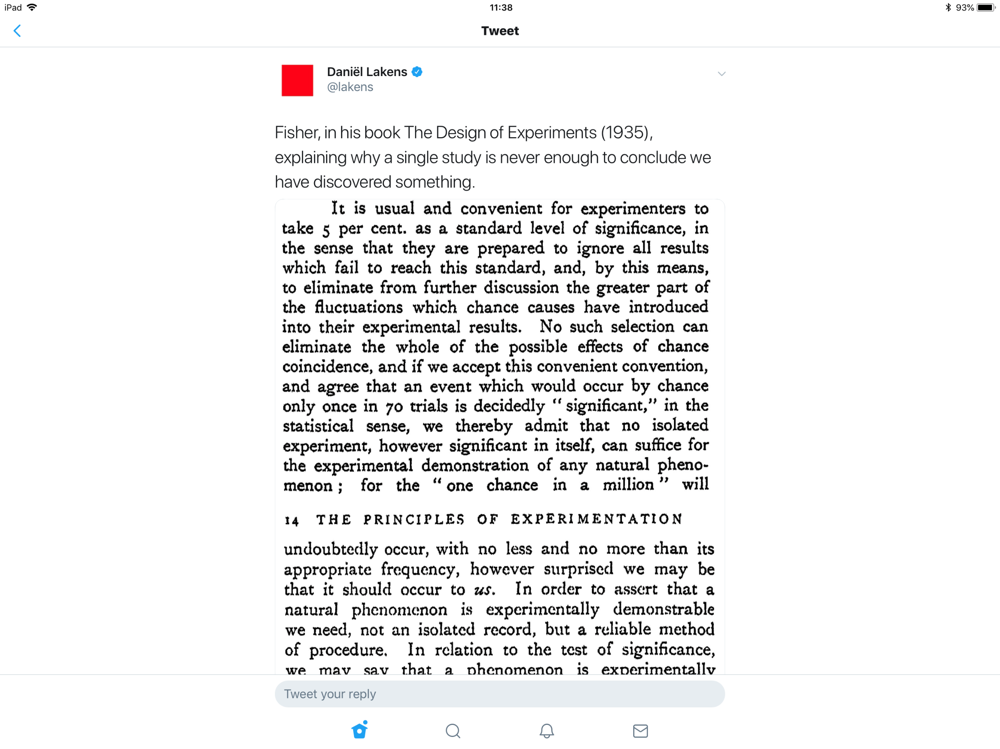 iPad
11:38
93%
Tweet
Daniël Lakens
@lakens
Fisher, in his book The Design of Experiments (1935),
explaining why a single study is never enough to conclude we
have discovered something.
It is usual and convenient for experimenters to
take 5 per cent. as a standard level of significance, in
the sense that they are prepared to ignore all results
which fail to reach this standard, and, by this means,
to eliminate from further discussion the greater part of
the fluctuations which chance causes have introduced
into their experimental results. No such selection can
eliminate the whole of the possible effects of chance
coincidence, and if we accept this convenient convention,
and agree that an event which would occur by chance
only once in 70 trials is decidedly “ significant,” in the
statistical sense, we thereby admit that no isolated
experiment, however significant in itself, can suffice for
the experimental demonstration of any natural pheno-
menon ; for the “ one chance in a million ” will
14 THE PRINCIPLES OF EXPERIMENTATION
undoubtedly occur, with no less and no more than its
appropriate frequency, however surprised we may be
that it should occur to us. In order to assert that a
natural phenomenon is experimentally demonstrable
we need, not an isolated record, but a reliable method
of procedure. In relation to the test of significance,
we may say that a phenomenon is experimentally
Tweet your reply